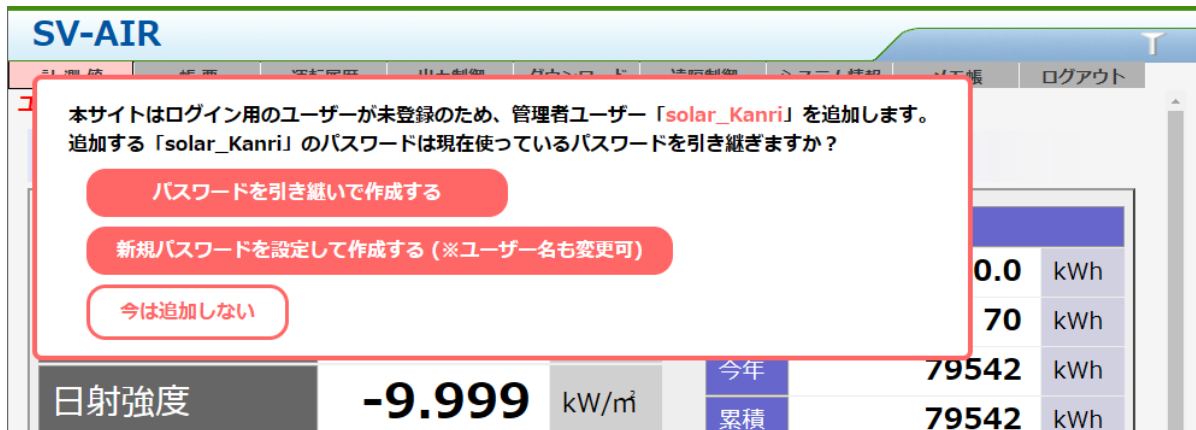 SV-AIR
ログアウト
本サイトはログイン用のユーザーが未登録のため、管理者ユーザー「solar_Kanri」を追加します。
追加する「solar_Kanri」のパスワードは現在使っているパスワードを引き継ぎますか？
パスワードを引き継いで作成する
新規パスワードを設定して作成する (※ユーザー名も変更可)
今は追加しない
0.0 kWh
70 kWh
今年 79542 kWh
日射強度 -9.999 kW/㎡
累積 79542 kWh